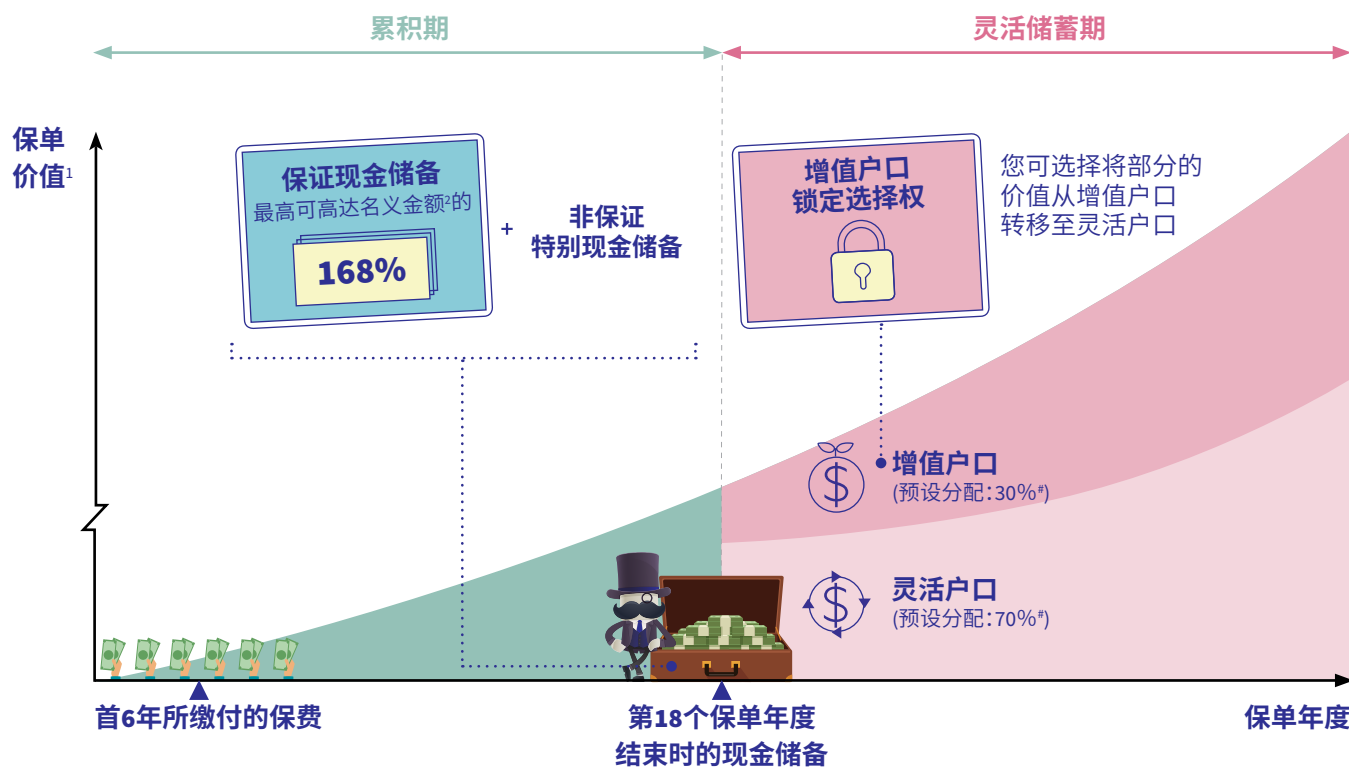 累积期
灵活储蓄期
保单
价值¹
保证现金储备
最高可高达名义金额²的
168%
+
非保证
特别现金储备
增值户口
锁定选择权
您可选择将部分的
价值从增值户口
转移至灵活户口
增值户口
(预设分配：30%#)
灵活户口
(预设分配：70%#)
首6年所缴付的保费
第18个保单年度
结束时的现金储备
保单年度